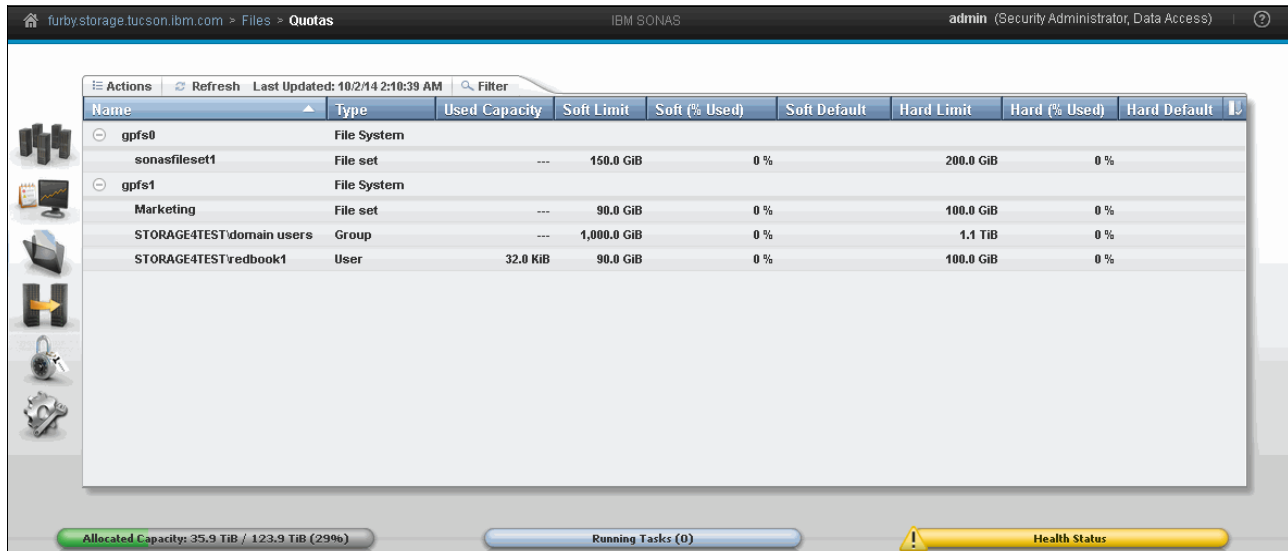 furby.storage.tucson.ibm.com > Files > Quotas IBM SONAS admin (Security Administrator, Data Access) ?
Actions Refresh Last Updated: 10/2/14 2:10:39 AM Filter
Name Type Used Capacity Soft Limit Soft (% Used) Soft Default Hard Limit Hard (% Used) Hard Default
gpfs0 File System
sonasfileset1 File set --- 150.0 GiB 0 % 200.0 GiB 0 %
gpfs1 File System
Marketing File set --- 90.0 GiB 0 % 100.0 GiB 0 %
STORAGE4TEST\domain users Group --- 1,000.0 GiB 0 % 1.1 TiB 0 %
STORAGE4TEST\redbook1 User 32.0 KiB 90.0 GiB 0 % 100.0 GiB 0 %
Allocated Capacity: 35.9 TiB / 123.9 TiB (29%) Running Tasks (0) ! Health Status